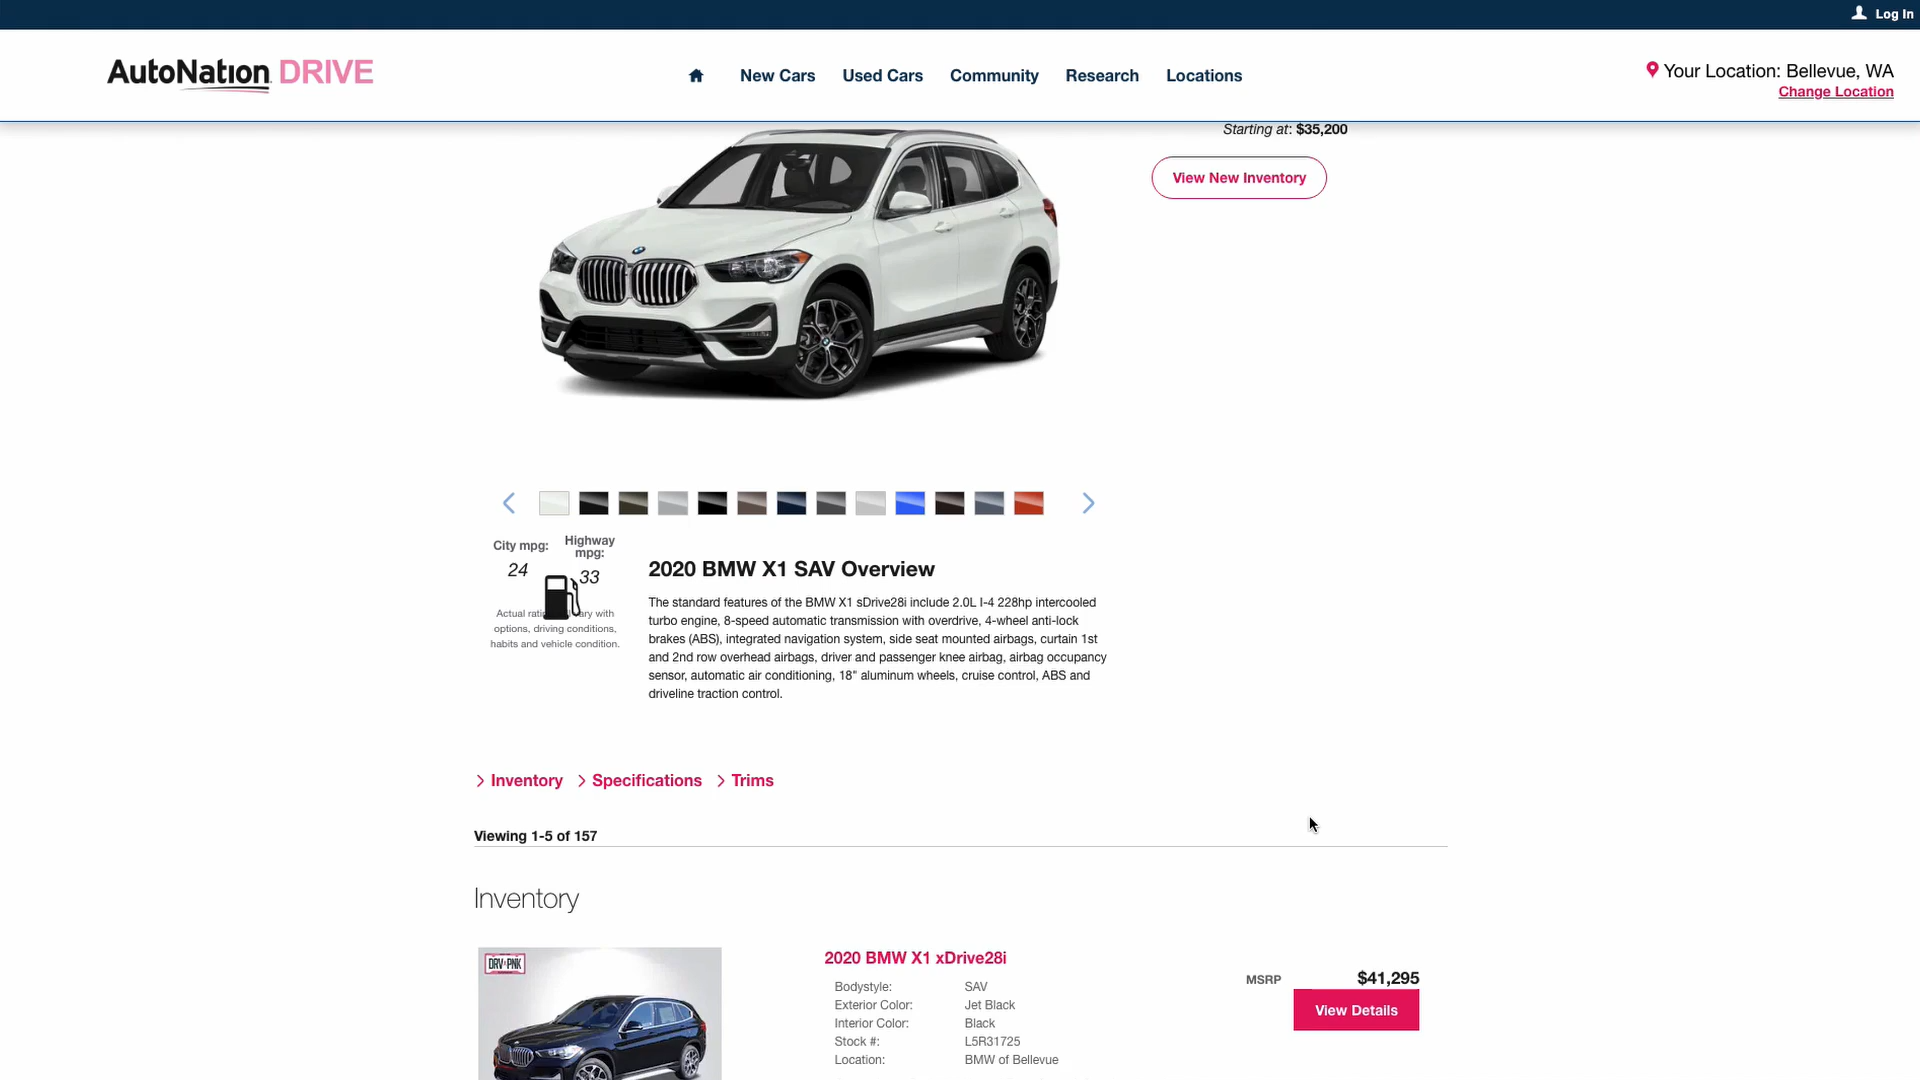 Log In
AutoNation DRIVE
New Cars
Used Cars
Community
Research
Locations
Your Location: Bellevue, WA
Change Location
Starting at: $35,200
View New Inventory
City mpg:
24
Highway
mpg:
33
Actual vary with
options, driving conditions,
habits and vehicle condition.
2020 BMW X1 SAV Overview
The standard features of the BMW X1 sDrive28i include 2.0L I-4 228hp intercooled
turbo engine, 8-speed automatic transmission with overdrive, 4-wheel anti-lock
brakes (ABS), integrated navigation system, side seat mounted airbags, curtain 1st
and 2nd row overhead airbags, driver and passenger knee airbag, airbag occupancy
sensor, automatic air conditioning, 18" aluminum wheels, cruise control, ABS and
driveline traction control.
> Inventory > Specifications > Trims
Viewing 1-5 of 157
Inventory
DRV PNK
2020 BMW X1 xDrive28i
Bodystyle: SAV
Exterior Color: Jet Black
Interior Color: Black
Stock #: L5R31725
Location: BMW of Bellevue
MSRP $41,295
View Details